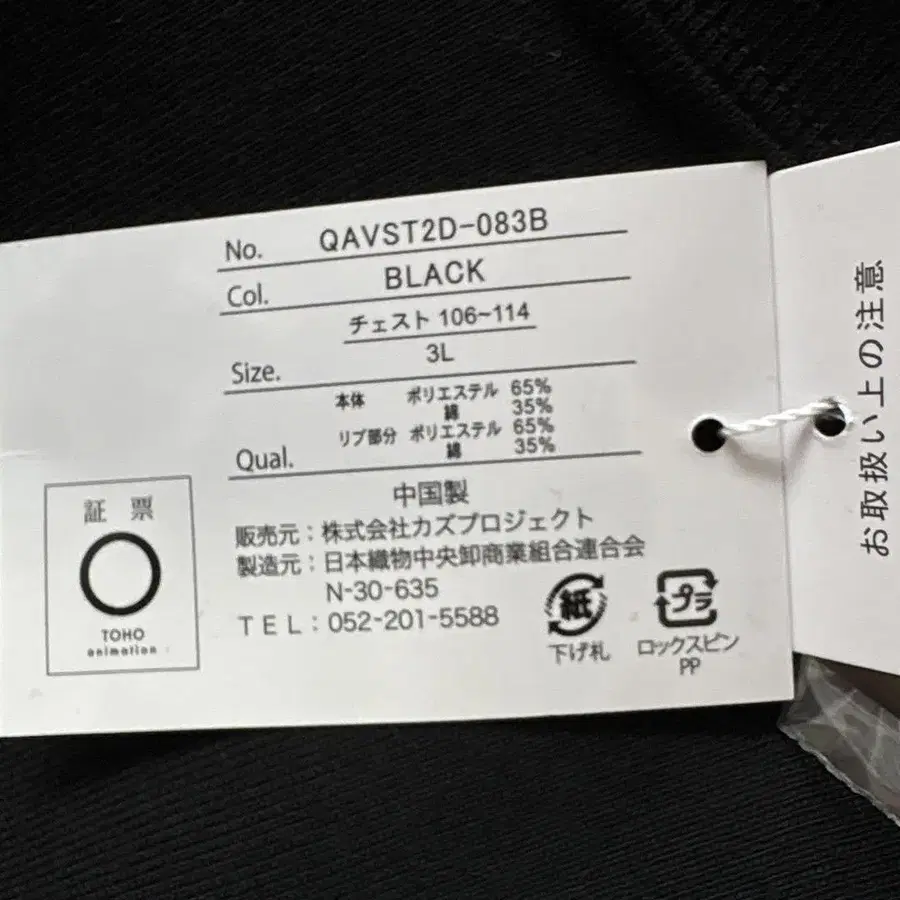 No. QAVST2D-083B
Col. BLACK
チェスト 106~114
Size. 3L
本体 ポリエステル 65%
綿 35%
リブ部分 ポリエステル 65%
Qual. 綿 35%
中国製
販売元:株式会社カズプロジェクト
製造元:日本織物中央卸商業組合連合会
N-30-635
TEL:052-201-5588
証 票
TOHO
animation
紙
下げ札
プラ
ロックスピン
PP
お取扱い上の注意